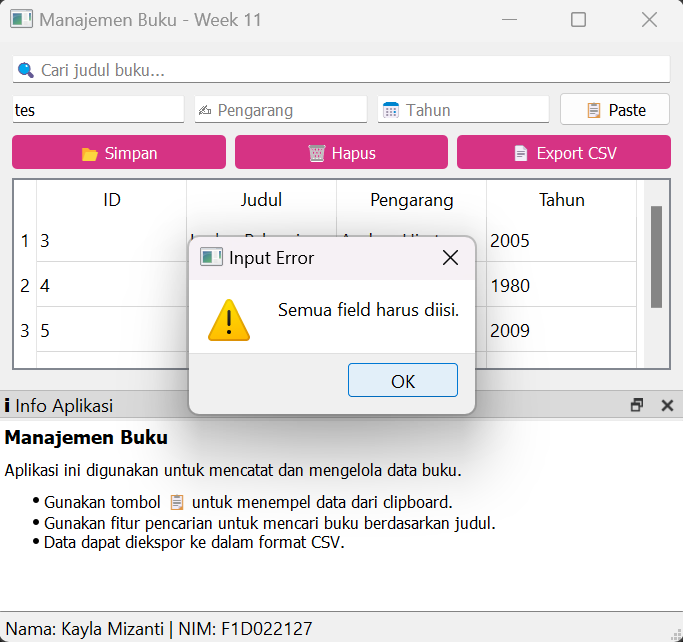 Manajemen Buku - Week 11
Cari judul buku...
tes Pengarang Tahun Paste
Simpan Hapus Export CSV
ID Judul Pengarang Tahun
1 3 2005
2 4 1980
3 5 2009
Input Error
Semua field harus diisi.
OK
Info Aplikasi
Manajemen Buku
Aplikasi ini digunakan untuk mencatat dan mengelola data buku.
• Gunakan tombol 📋 untuk menempel data dari clipboard.
• Gunakan fitur pencarian untuk mencari buku berdasarkan judul.
• Data dapat diekspor ke dalam format CSV.
Nama: Kayla Mizanti | NIM: F1D022127